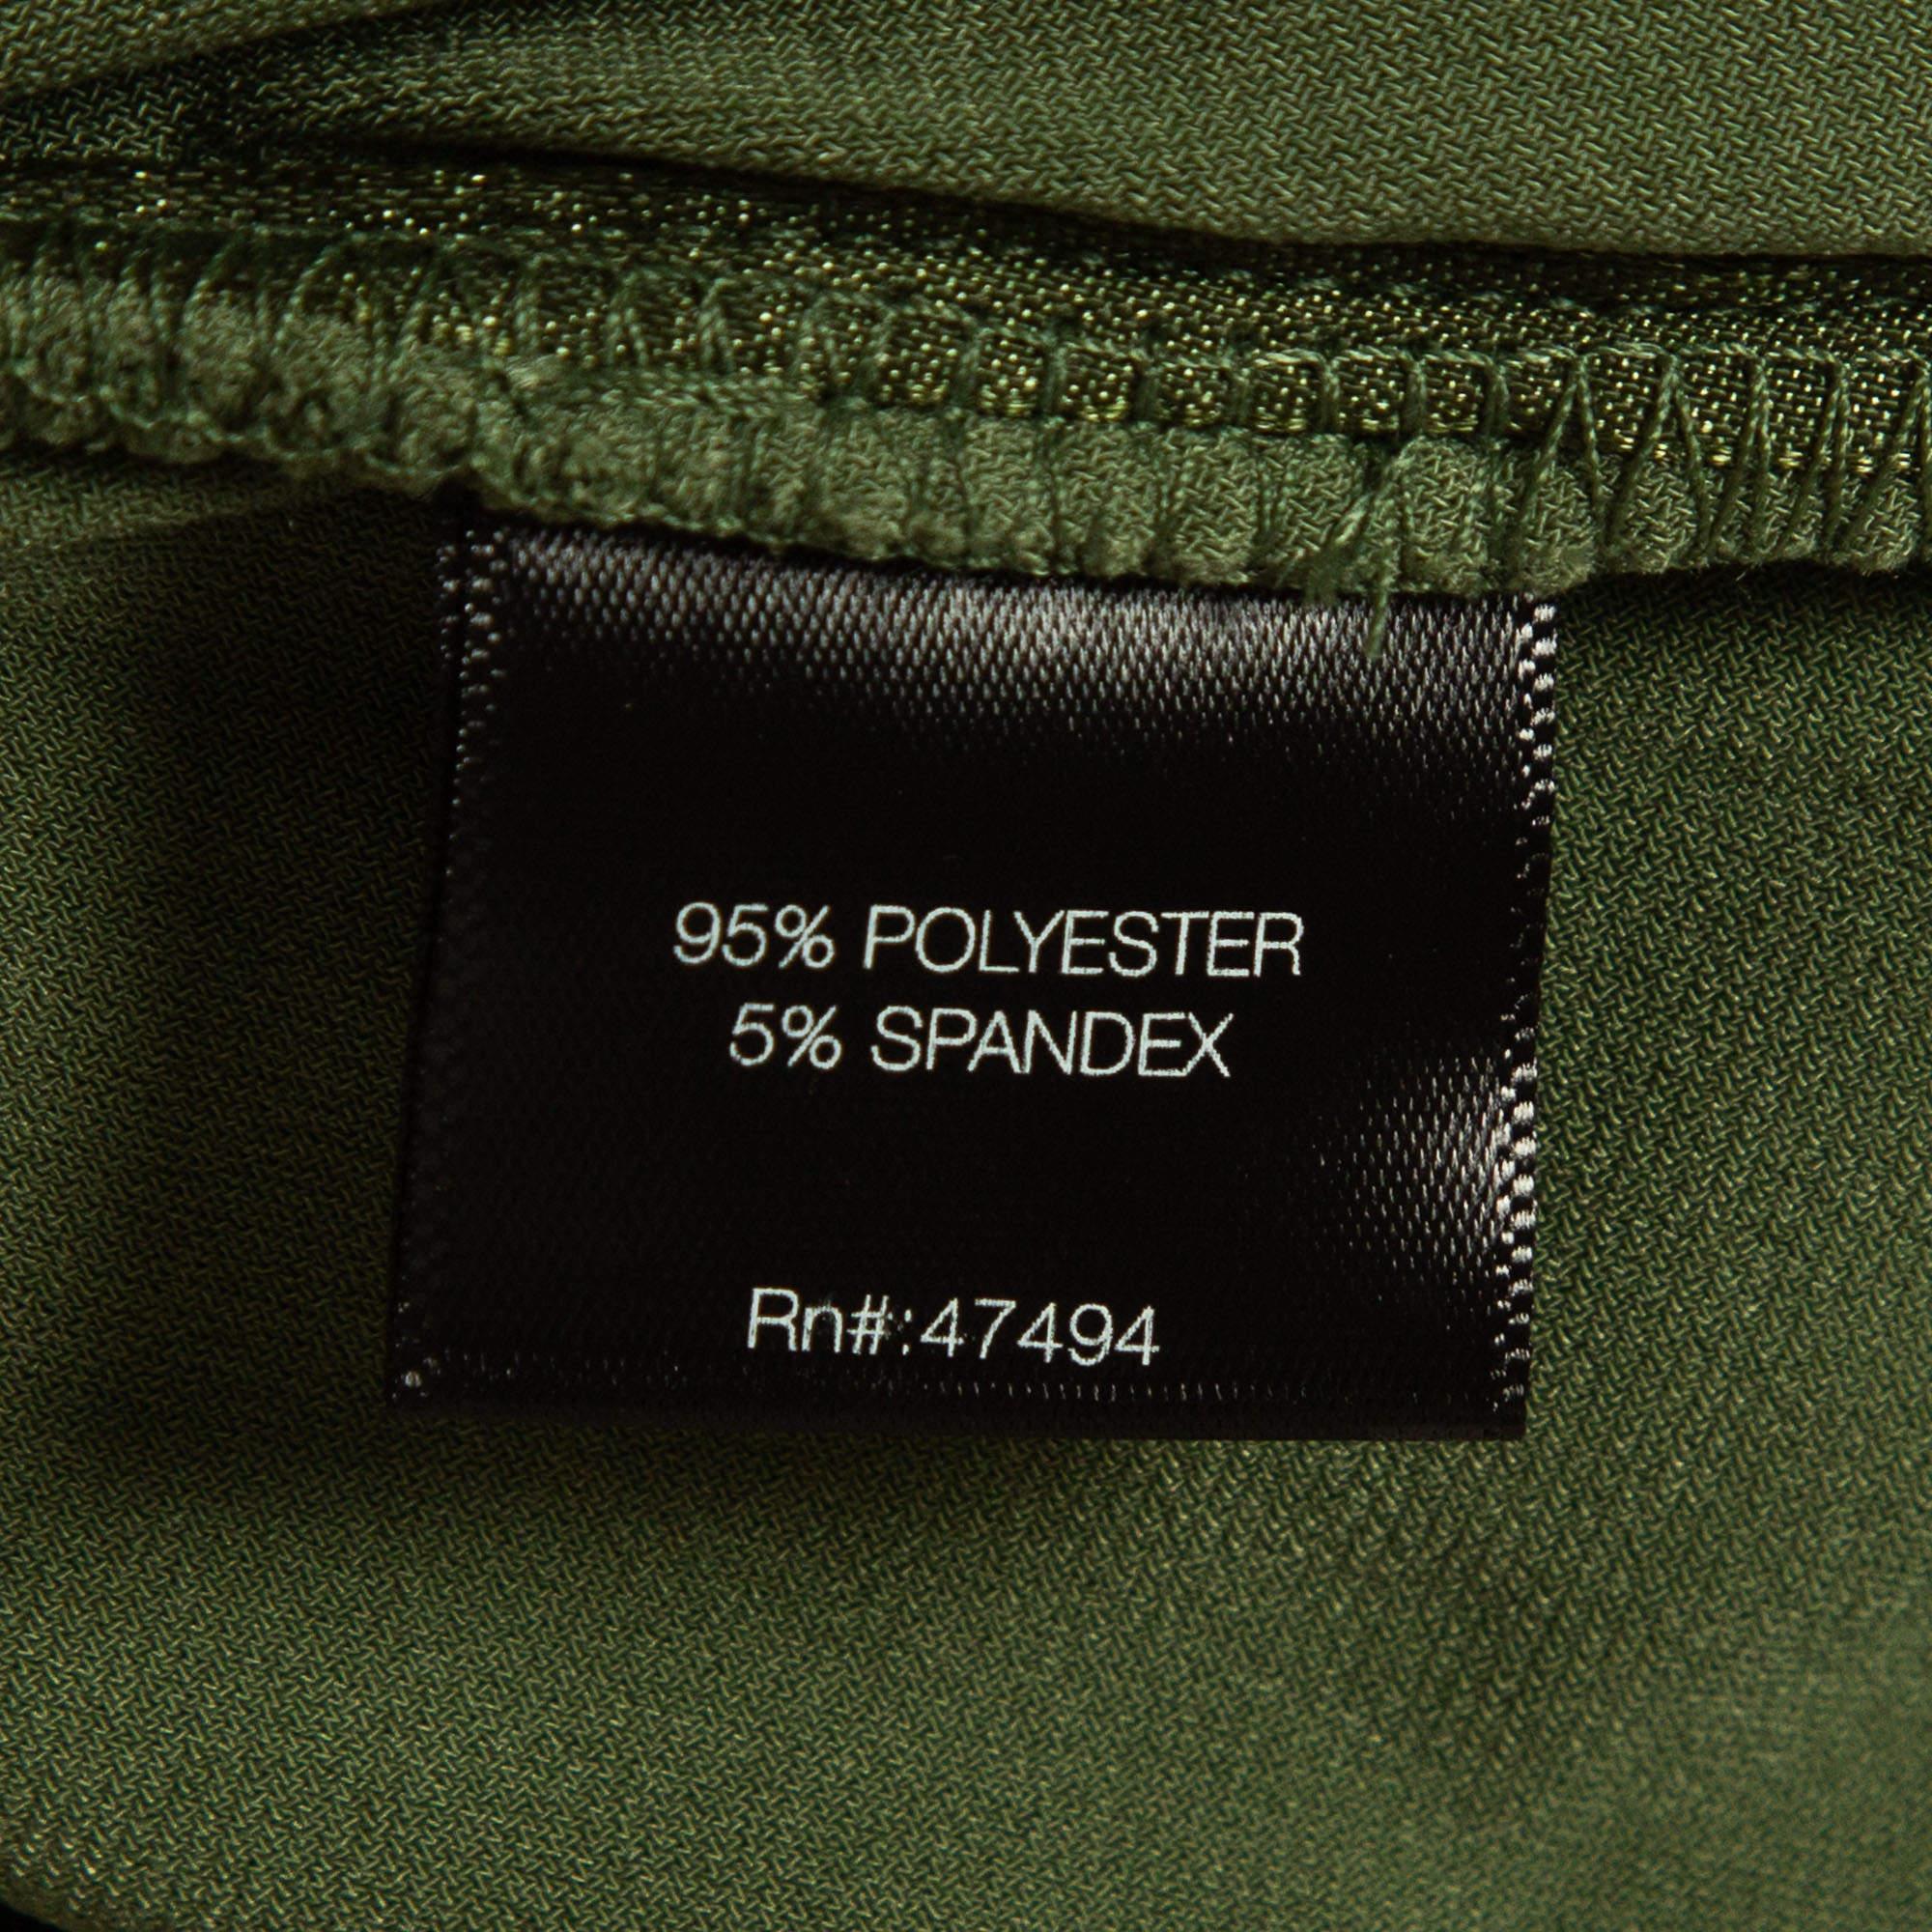 95% POLYESTER
5% SPANDEX
Rn#:47494